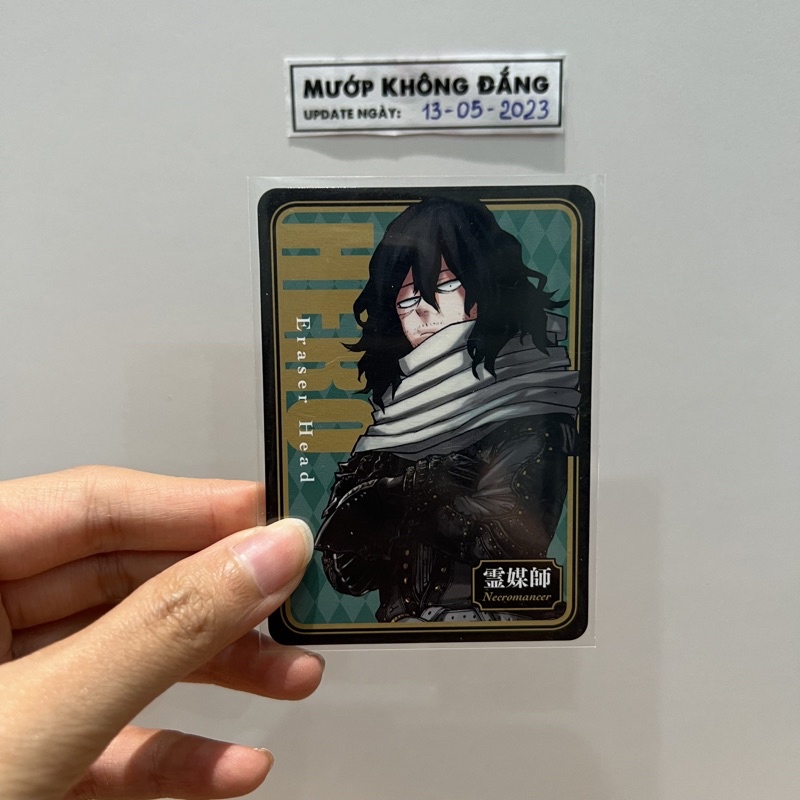 MƯỚP KHÔNG ĐẮNG
UPDATE NGÀY: 13-05-2023
HERO
Eraser Head
霊媒師
Necromancer